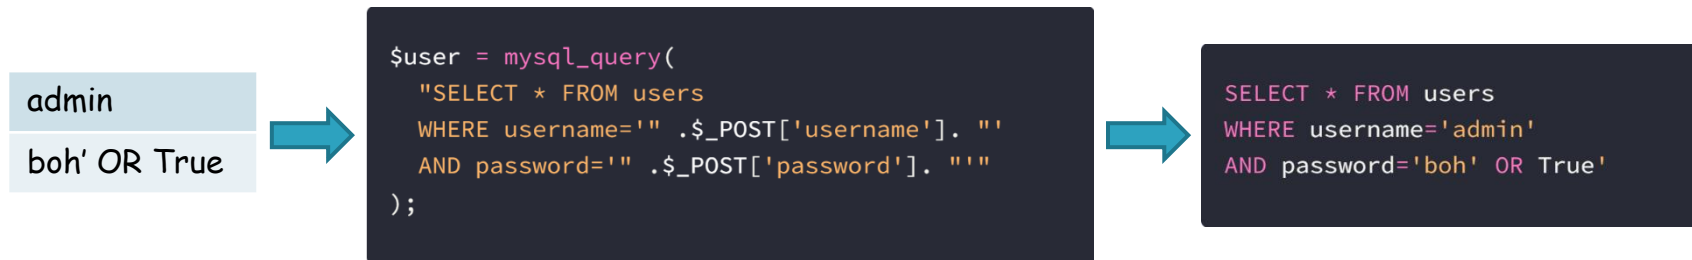 admin
boh’ OR True
$user = mysql_query(
"SELECT * FROM users
WHERE username='" .$_POST['username']. "'
AND password='" .$_POST['password']. "'"
);
SELECT * FROM users
WHERE username='admin'
AND password='boh' OR True'